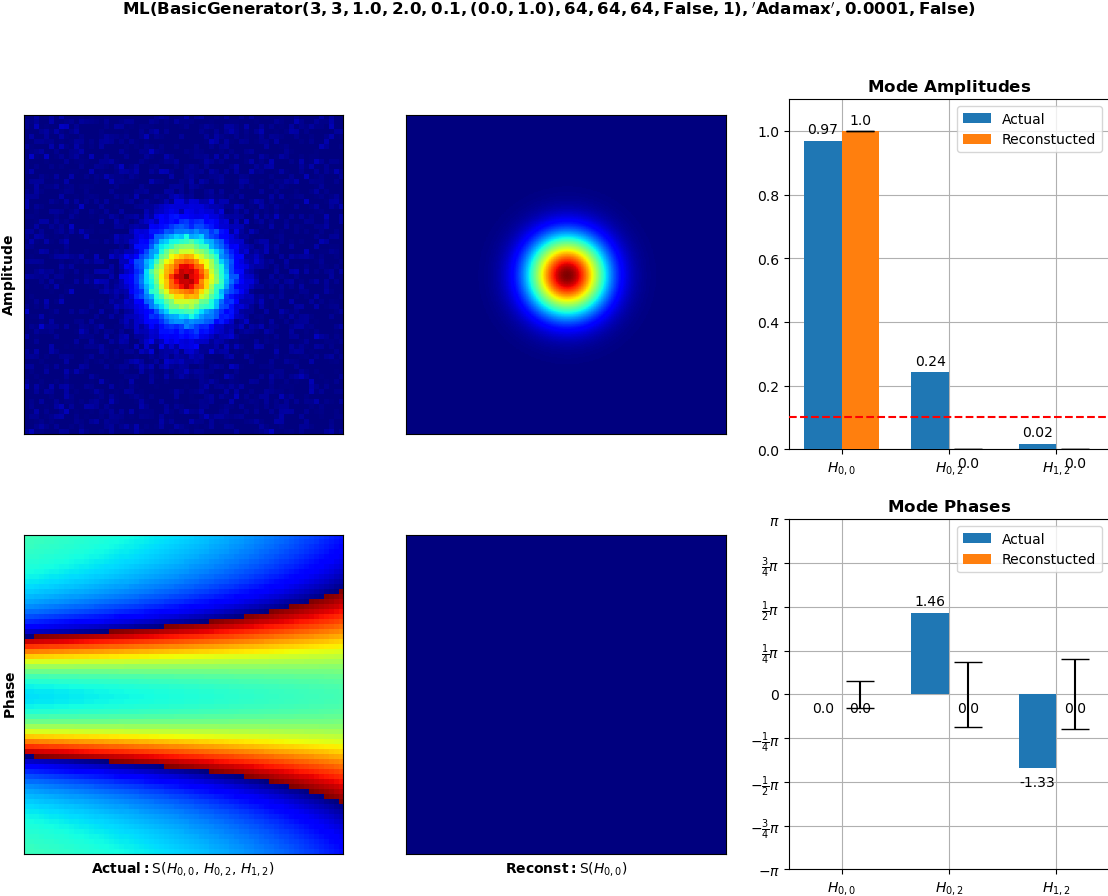 ML(BasicGenerator(3, 3, 1.0, 2.0, 0.1, (0.0, 1.0), 64, 64, 64, False, 1), 'Adamax', 0.0001, False)
Mode Amplitudes
Amplitude
Actual
Reconstucted
1.0
0.8
0.6
0.4
0.2
0.0
0.97
1.0
0.24
0.0
0.02
0.0
H0,0
H0,2
H1,2
Mode Phases
Phase
Actual
Reconstucted
π
3/4π
1/2π
1/4π
0
−1/4π
−1/2π
−3/4π
−π
0.0
0.0
1.46
0.0
-1.33
0.0
H0,0
H0,2
H1,2
Actual: S(H0,0, H0,2, H1,2)
Reconst: S(H0,0)